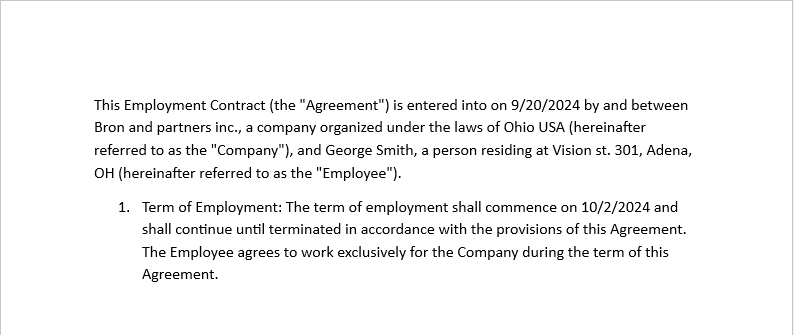 This Employment Contract (the "Agreement") is entered into on 9/20/2024 by and between
Bron and partners inc., a company organized under the laws of Ohio USA (hereinafter
referred to as the "Company"), and George Smith, a person residing at Vision st. 301, Adena,
OH (hereinafter referred to as the "Employee").
1. Term of Employment: The term of employment shall commence on 10/2/2024 and
shall continue until terminated in accordance with the provisions of this Agreement.
The Employee agrees to work exclusively for the Company during the term of this
Agreement.